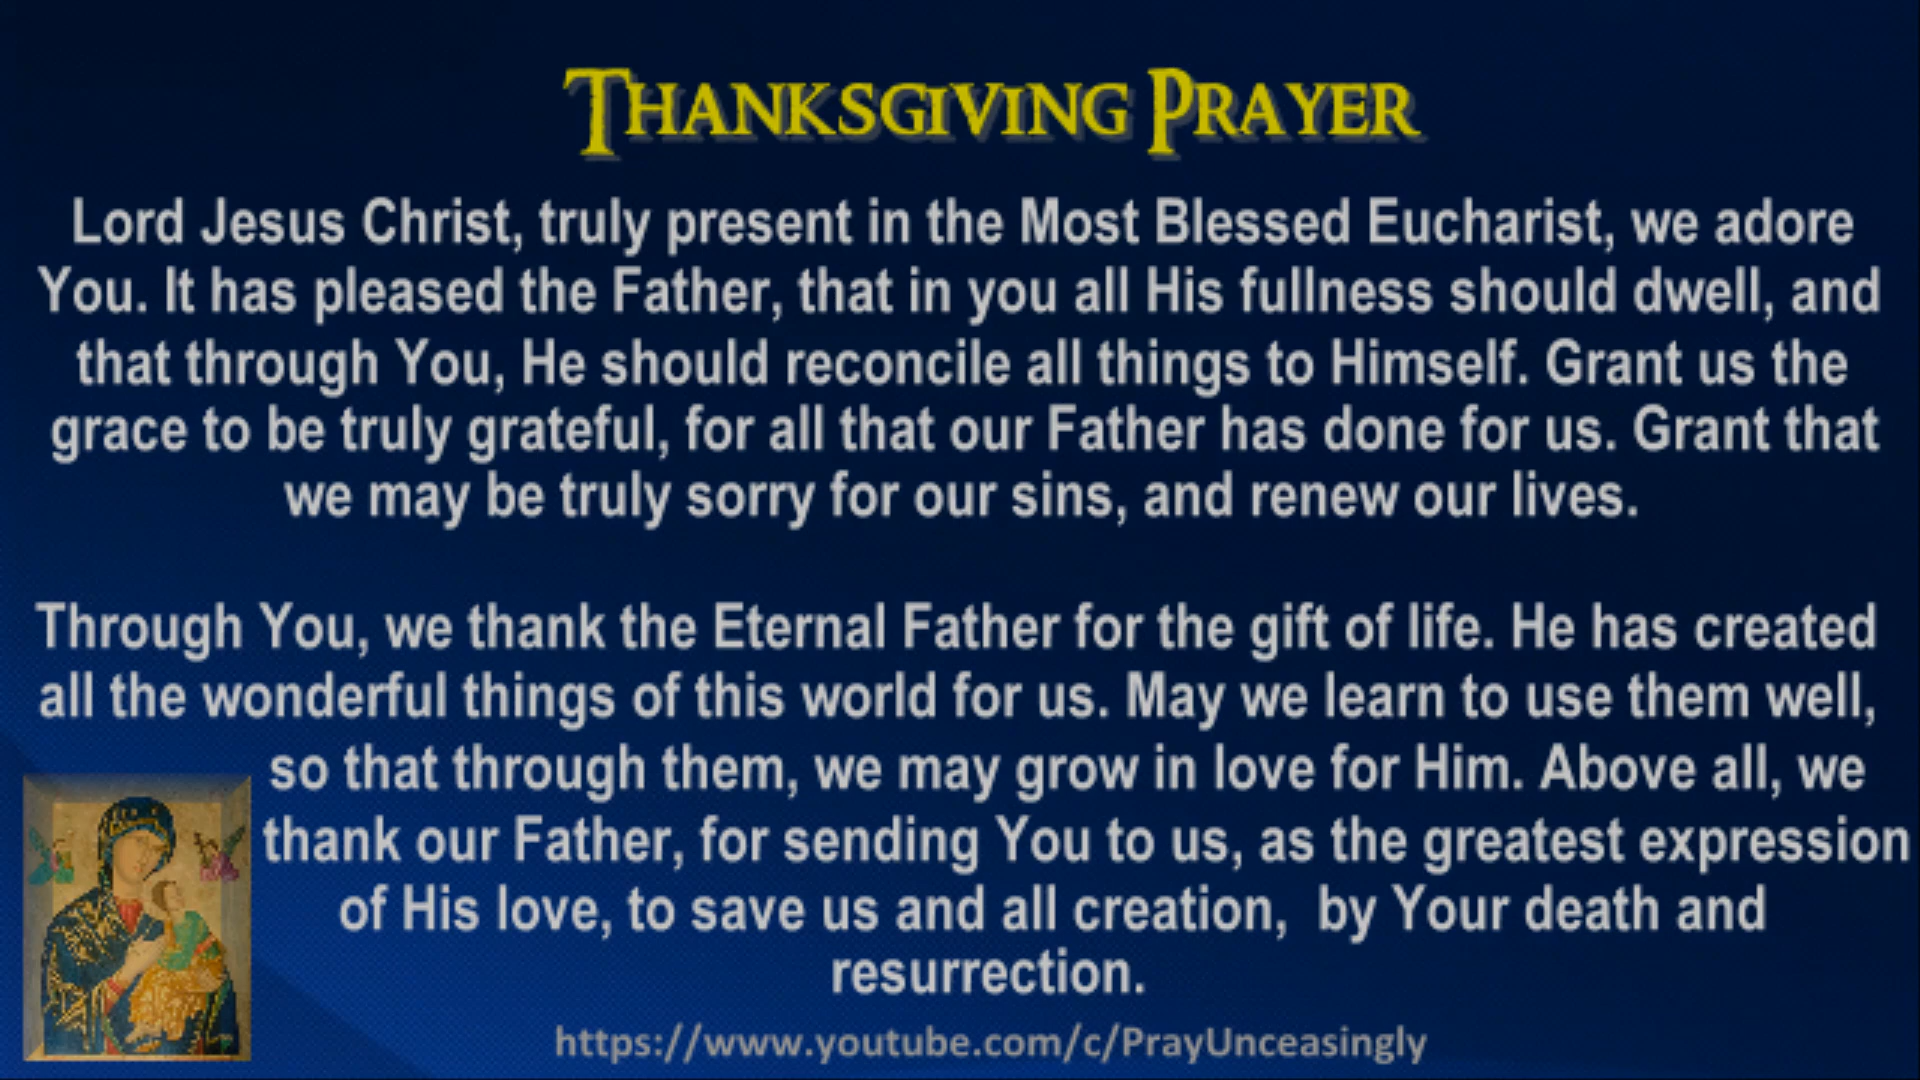 Thanksgiving Prayer
Lord Jesus Christ, truly present in the Most Blessed Eucharist, we adore
You. It has pleased the Father, that in you all His fullness should dwell, and
that through You, He should reconcile all things to Himself. Grant us the
grace to be truly grateful, for all that our Father has done for us. Grant that
we may be truly sorry for our sins, and renew our lives.
Through You, we thank the Eternal Father for the gift of life. He has created
all the wonderful things of this world for us. May we learn to use them well,
so that through them, we may grow in love for Him. Above all, we
thank our Father, for sending You to us, as the greatest expression
of His love, to save us and all creation,  by Your death and
resurrection.
https://www.youtube.com/c/PrayUnceasingly